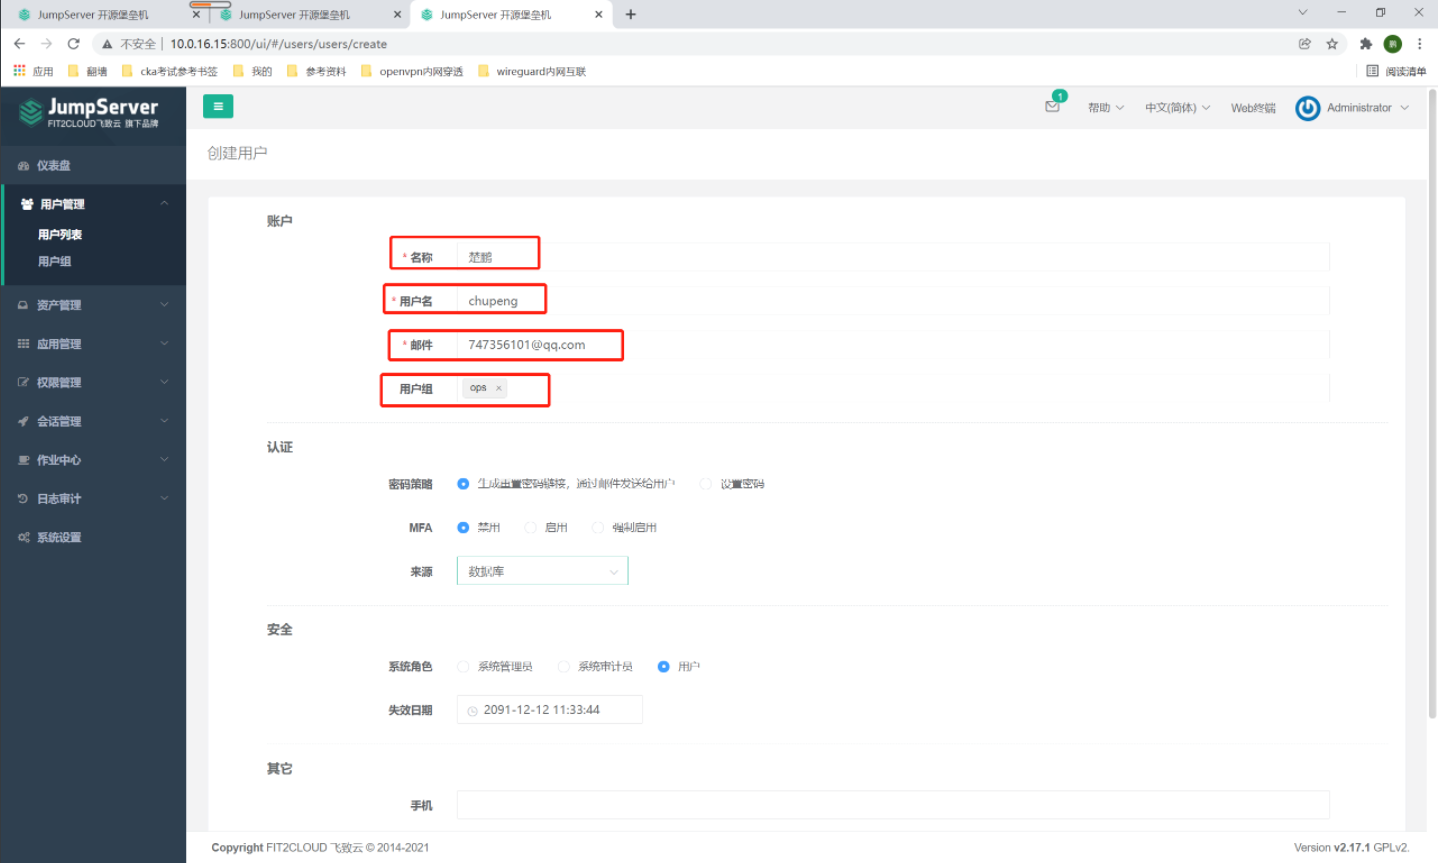 JumpServer 开源堡垒机
JumpServer 开源堡垒机
JumpServer 开源堡垒机
不安全 10.0.16.15:800/ui/#/users/users/create
鹏
应用 翻墙 cka考试参考书签 我的 参考资料 openvpn内网穿透 wireguard内网互联 阅读清单
JumpServer
FIT2CLOUD飞致云 旗下品牌
1
帮助 中文(简体) Web终端 Administrator
创建用户
仪表盘
用户管理
用户列表
用户组
资产管理
应用管理
权限管理
会话管理
作业中心
日志审计
系统设置
账户
* 名称 楚鹏
* 用户名 chupeng
* 邮件 747356101@qq.com
用户组 ops ×
认证
密码策略 生成重置密码链接，通过邮件发送给用户 设置密码
MFA 禁用 启用 强制启用
来源 数据库
安全
系统角色 系统管理员 系统审计员 用户
失效日期 2091-12-12 11:33:44
其它
手机
Copyright FIT2CLOUD 飞致云 © 2014-2021
Version v2.17.1 GPLv2.